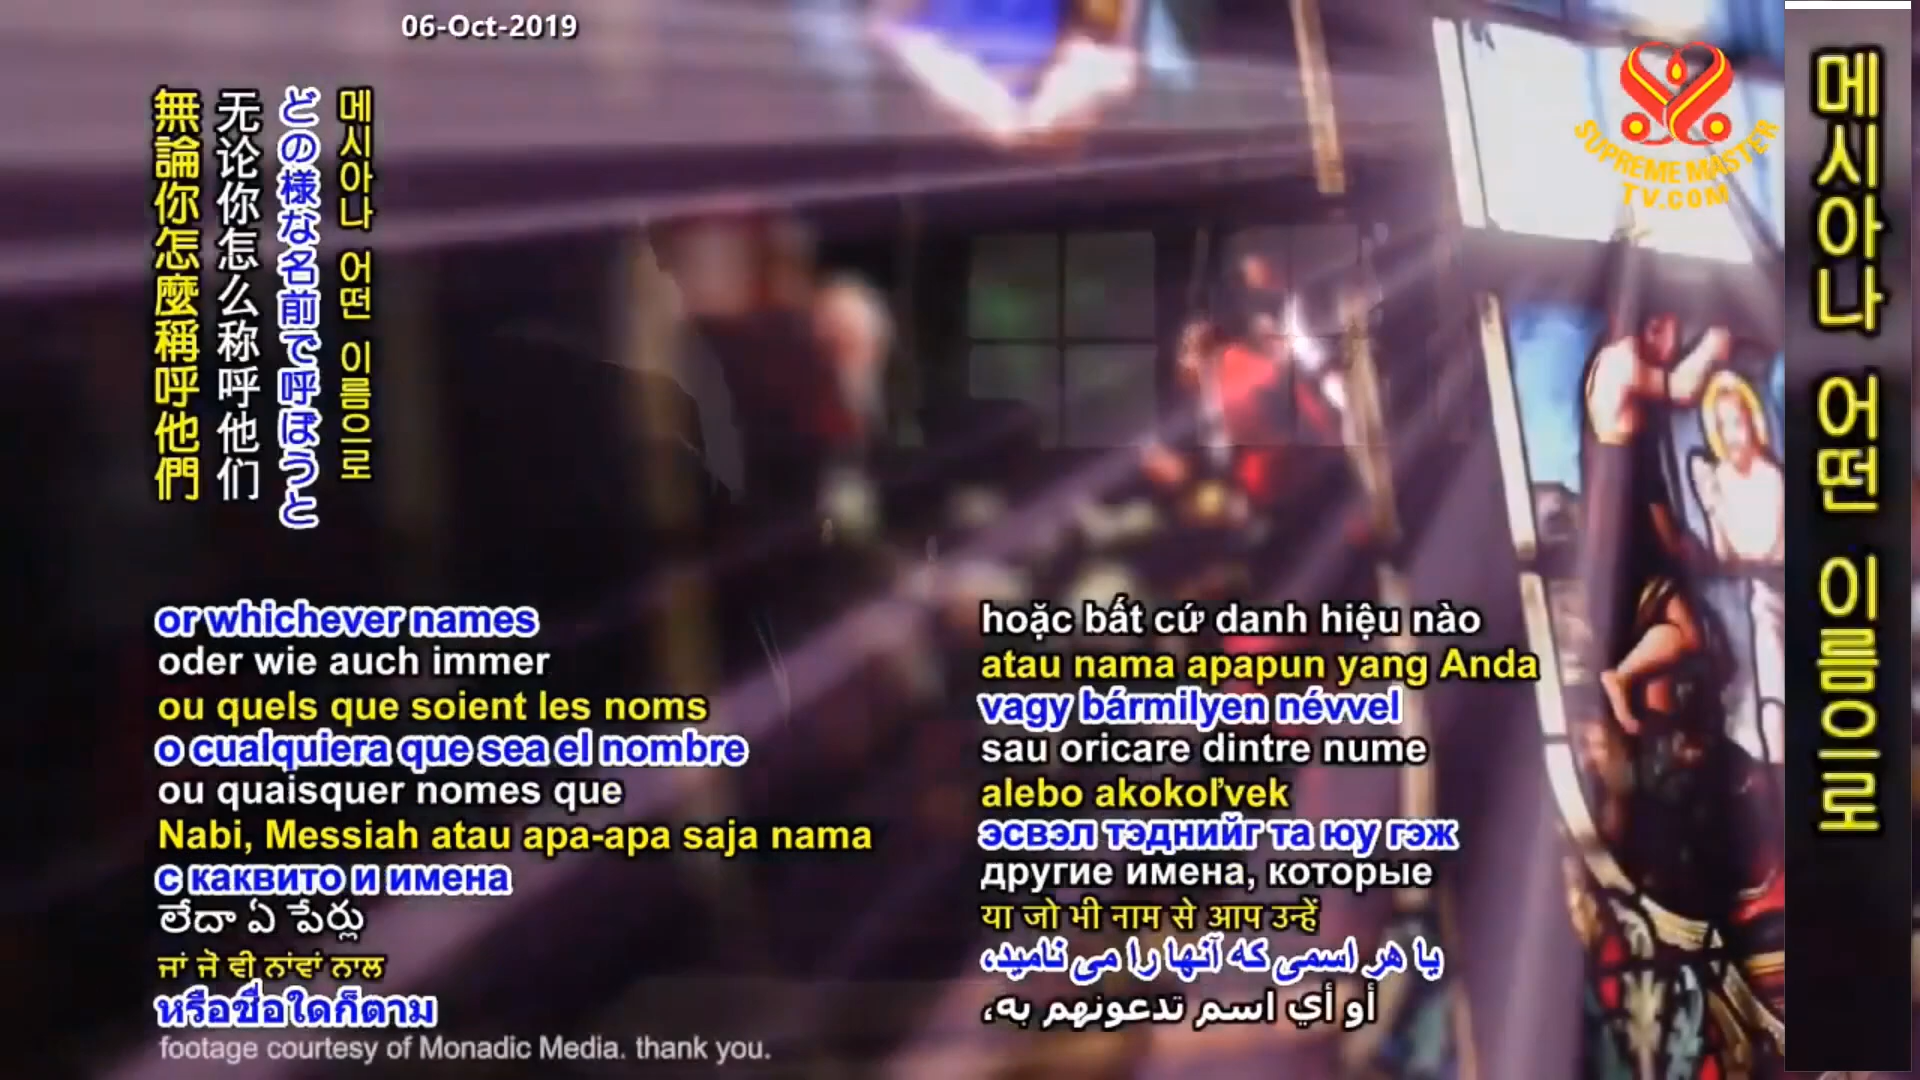 06-Oct-2019
SUPREME MASTER
TV.COM
메시아나 어떤 이름으로
どの様な名前で呼ぼうと
无论你怎么称呼他们
無論你怎麼稱呼他們
메시아나 어떤 이름으로
or whichever names
oder wie auch immer
ou quels que soient les noms
o cualquiera que sea el nombre
ou quaisquer nomes que
Nabi, Messiah atau apa-apa saja nama
с каквито и имена
లేదా ఏ పేర్లు
ਜਾਂ ਜੋ ਵੀ ਨਾਂਵਾਂ ਨਾਲ
หรือชื่อใดก็ตาม
footage courtesy of Monadic Media. thank you.
hoặc bất cứ danh hiệu nào
atau nama apapun yang Anda
vagy bármilyen névvel
sau oricare dintre nume
alebo akokoľvek
эсвэл тэднийг та юу гэж
другие имена, которые
या जो भी नाम से आप उन्हें
یا هر اسمی که آنها را می نامید،
أو أي اسم تدعونهم به،